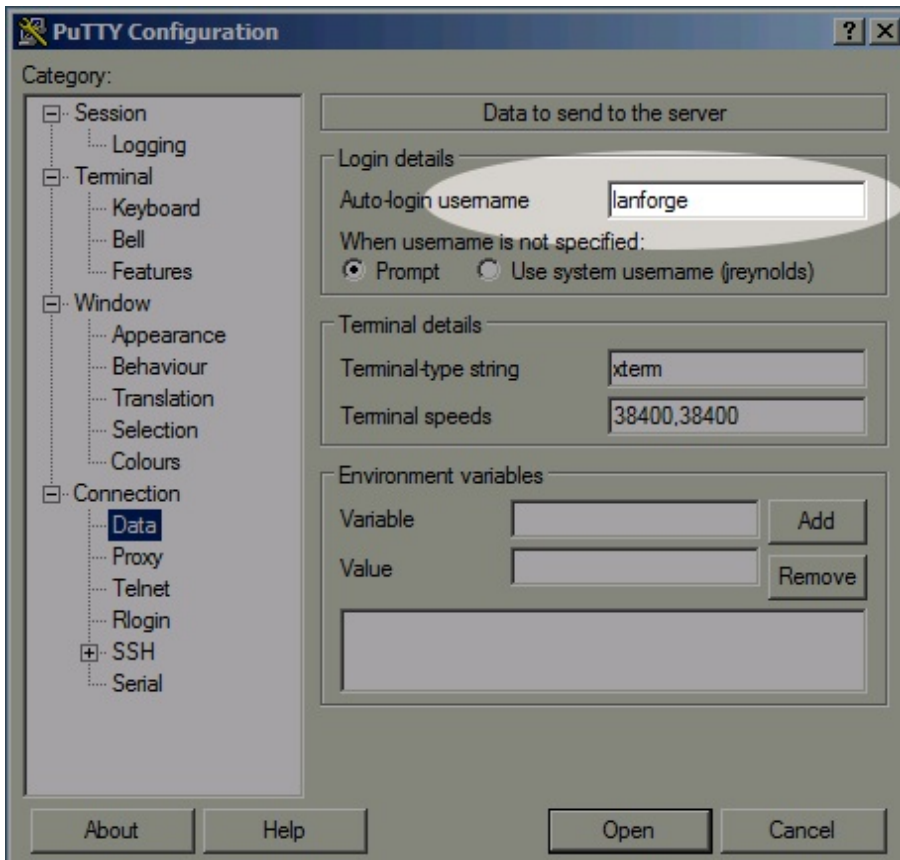 PuTTY Configuration
Category:
Session
Logging
Terminal
Keyboard
Bell
Features
Window
Appearance
Behaviour
Translation
Selection
Colours
Connection
Data
Proxy
Telnet
Rlogin
SSH
Serial
Data to send to the server
Login details
Auto-login username lanforge
When username is not specified:
Prompt Use system username (jreynolds)
Terminal details
Terminal-type string xterm
Terminal speeds 38400,38400
Environment variables
Variable Add
Value Remove
About Help Open Cancel